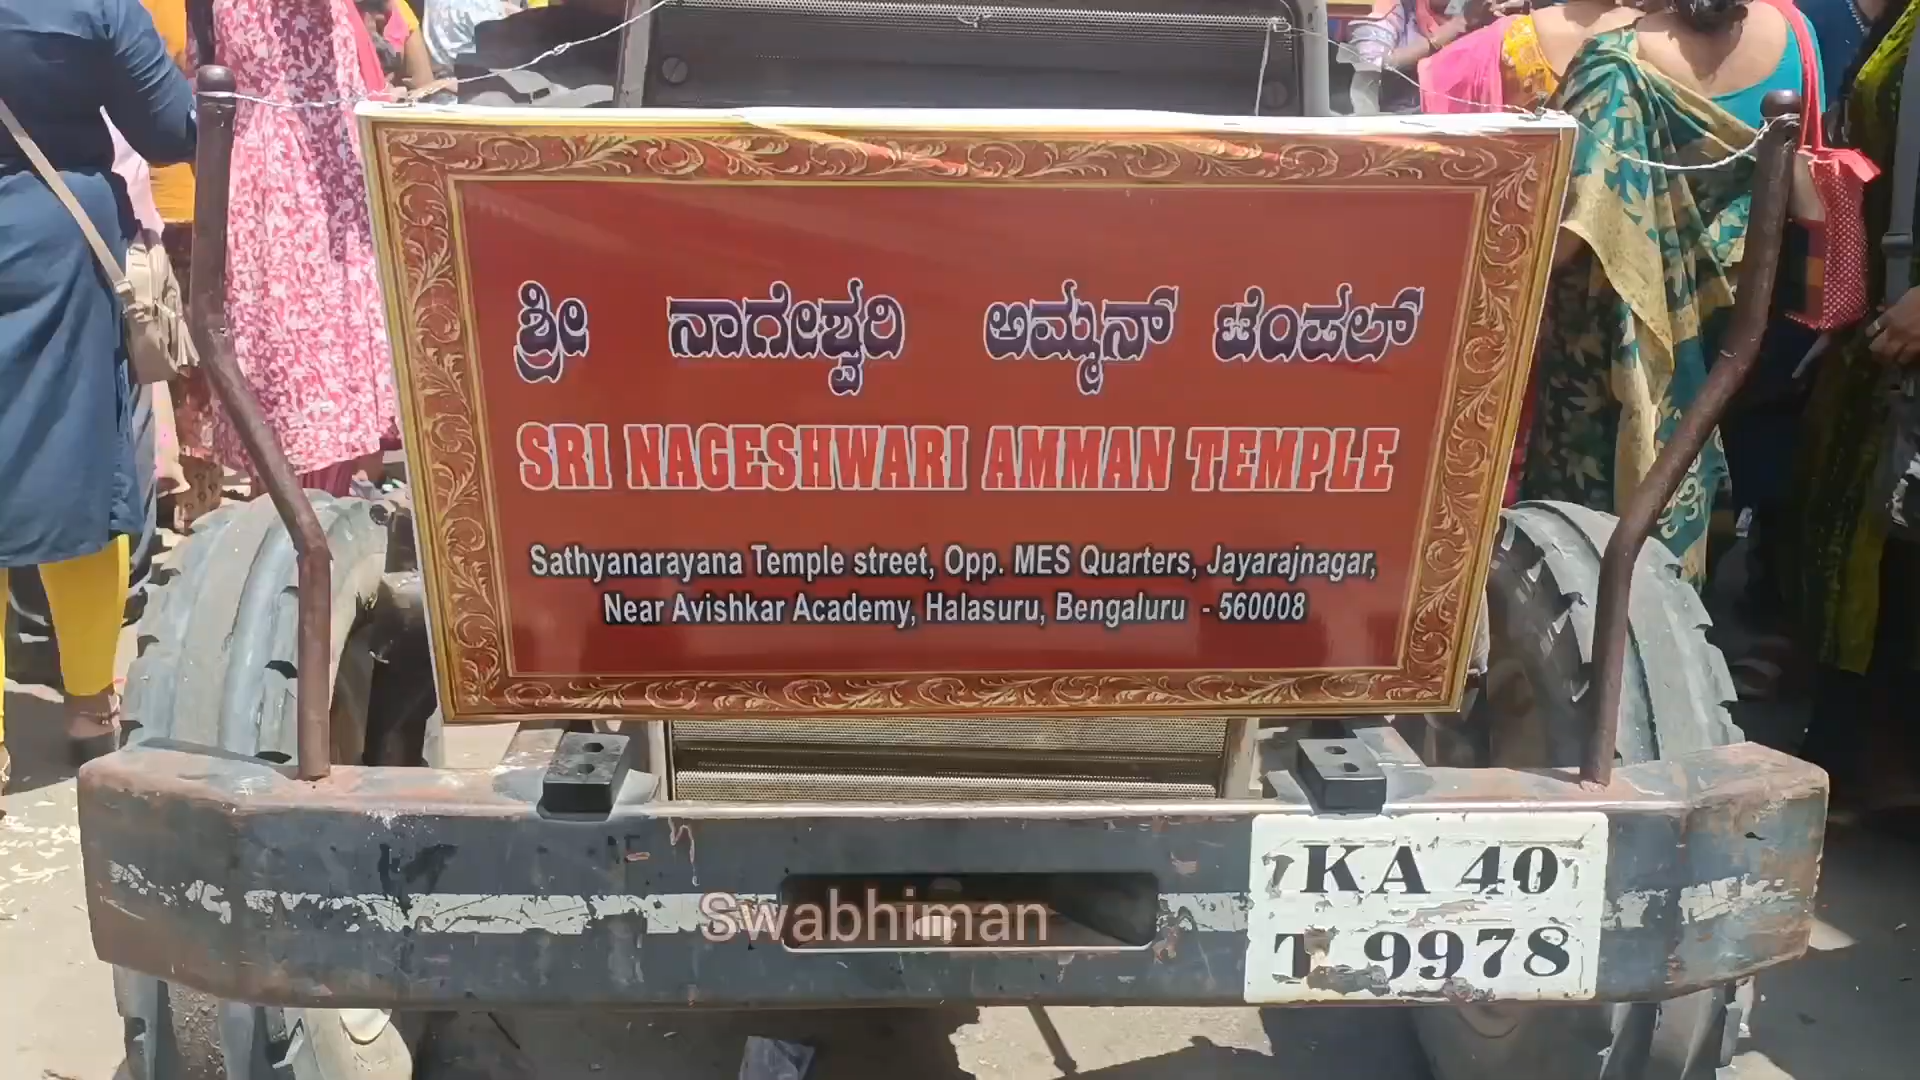 ಶ್ರೀ ನಾಗೇಶ್ವರಿ ಅಮ್ಮನ್ ಟೆಂಪಲ್
SRI NAGESHWARI AMMAN TEMPLE
Sathyanarayana Temple street, Opp. MES Quarters, Jayarajnagar,
Near Avishkar Academy, Halasuru, Bengaluru - 560008
Swabhiman
KA 40
T 9978